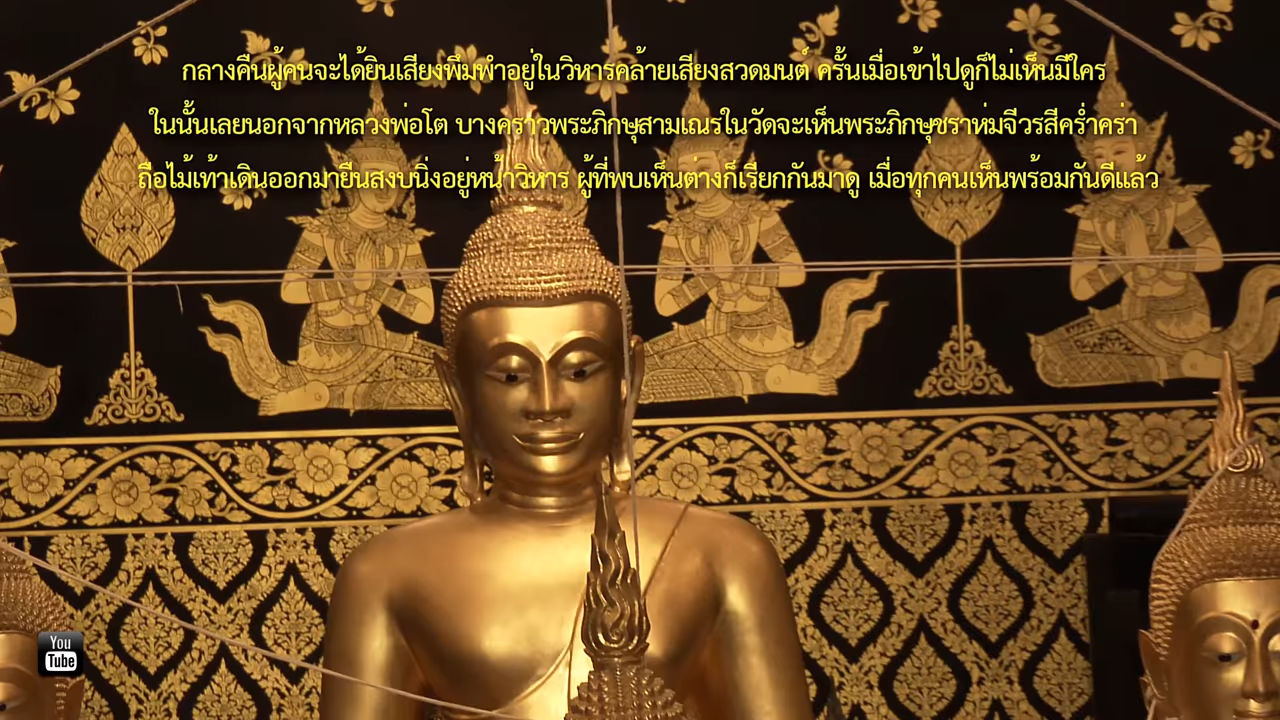 กลางคืนผู้คนจะได้ยินเสียงพึมพำอยู่ในวิหารคล้ายเสียงสวดมนต์ ครั้นเมื่อเข้าไปดูก็ไม่เห็นมีใคร
ในนั้นเลยนอกจากหลวงพ่อโต บางคราวพระภิกษุสามเณรในวัดจะเห็นพระภิกษุชราห่มจีวรสีคร่ำคร่า
ถือไม้เท้าเดินออกมายืนสงบนิ่งอยู่หน้าวิหาร ผู้ที่พบเห็นต่างก็เรียกกันมาดู เมื่อทุกคนเห็นพร้อมกันดีแล้ว
You
Tube